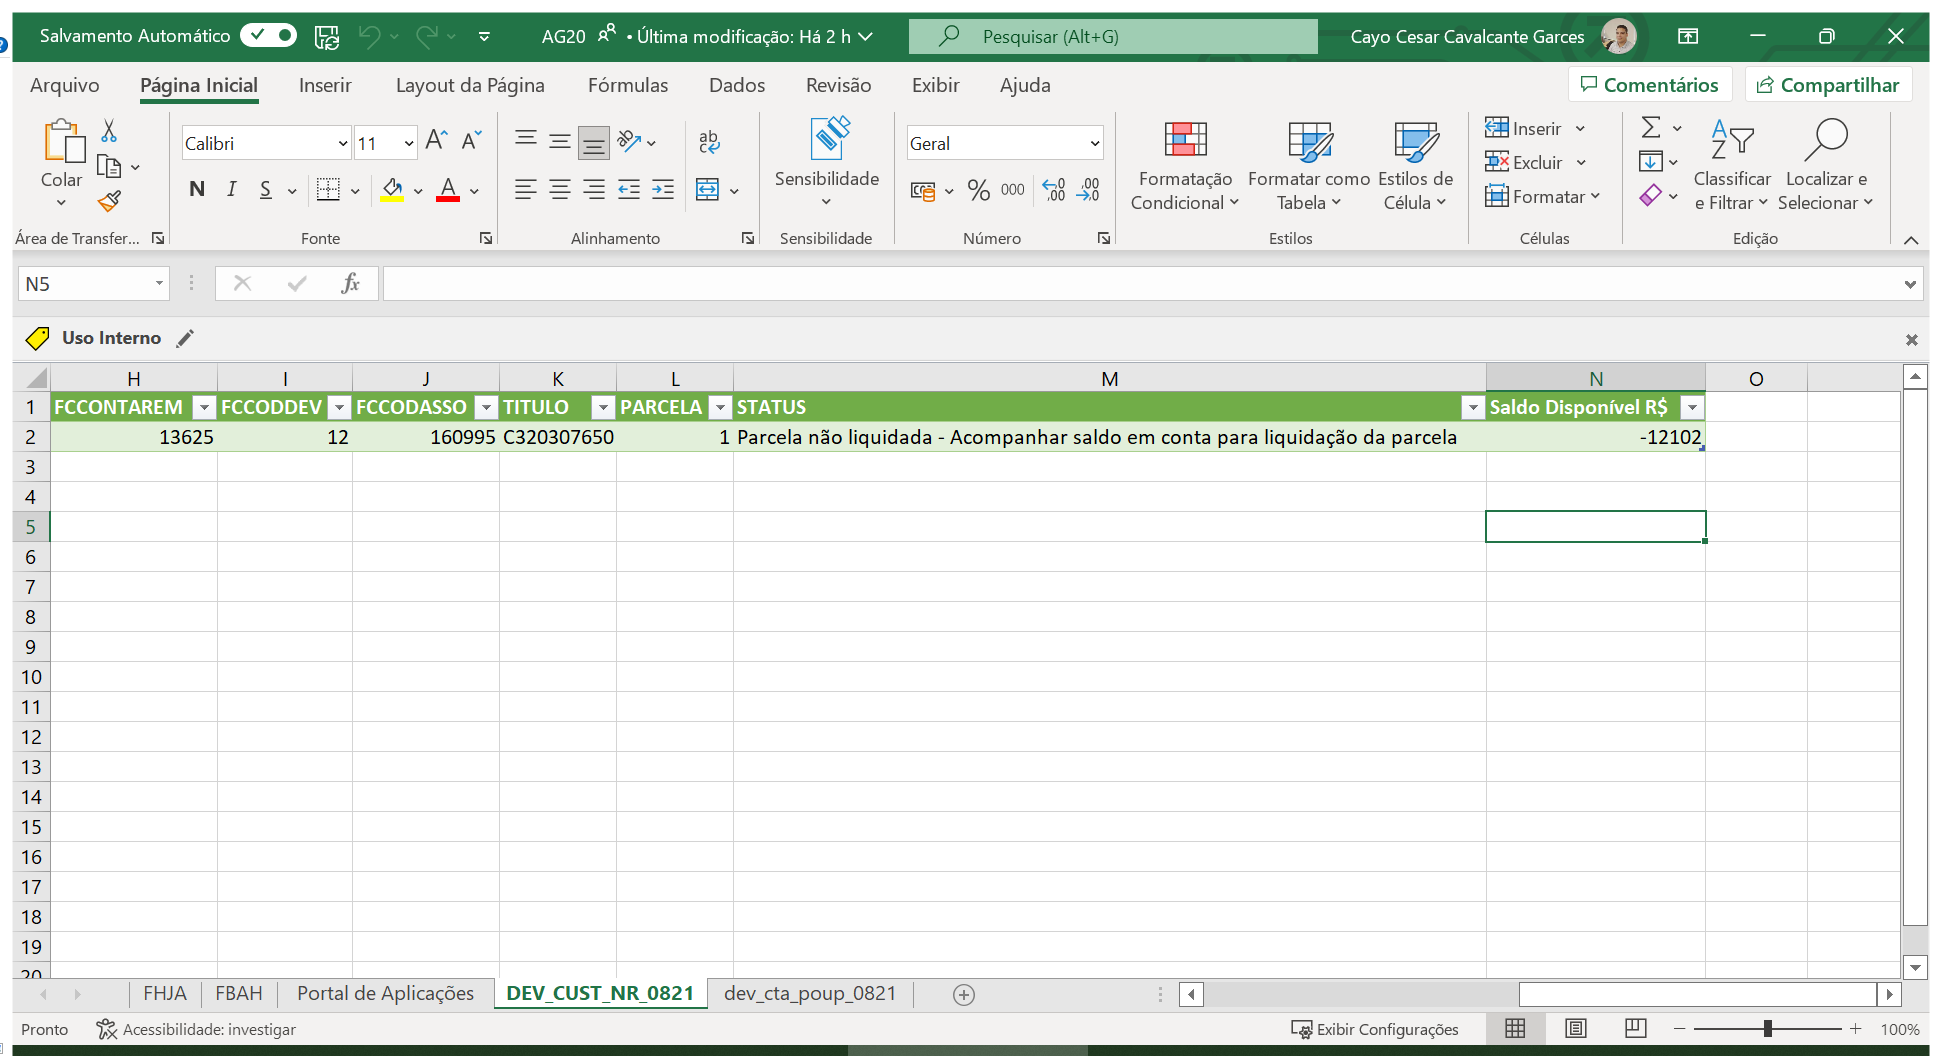 Salvamento Automático
AG20 • Última modificação: Há 2 h
Pesquisar (Alt+G)
Cayo Cesar Cavalcante Garces
Arquivo Página Inicial Inserir Layout da Página Fórmulas Dados Revisão Exibir Ajuda
Comentários Compartilhar
Colar
Área de Transfer...
Calibri 11 A A
N I S A
Fonte
ab
c
Alinhamento
Sensibilidade
Sensibilidade
Geral
% 000 ←0 ,00 ,00 →,0
Número
Formatação Condicional
Formatar como Tabela
Estilos de Célula
Estilos
Inserir
Excluir
Formatar
Células
Σ
A Z
Classificar e Filtrar
Localizar e Selecionar
Edição
N5 fx
Uso Interno
H I J K L M N O
1 FCCONTAREM FCCODDEV FCCODASSO TITULO PARCELA STATUS Saldo Disponível R$
2 13625 12 160995 C320307650 1 Parcela não liquidada - Acompanhar saldo em conta para liquidação da parcela -12102
3
4
5
6
7
8
9
10
11
12
13
14
15
16
17
18
19
20
FHJA FBAH Portal de Aplicações DEV_CUST_NR_0821 dev_cta_poup_0821
Pronto Acessibilidade: investigar Exibir Configurações 100%